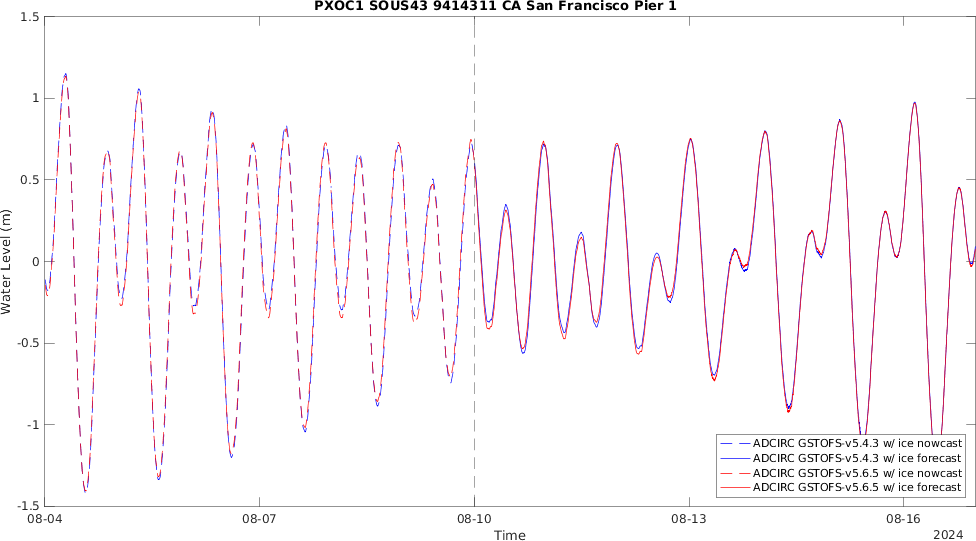 PXOC1 SOUS43 9414311 CA San Francisco Pier 1
1.5
1
0.5
0
-0.5
-1
-1.5
Water Level (m)
08-04
08-07
08-10
08-13
08-16
Time
2024
ADCIRC GSTOFS-v5.4.3 w/ ice nowcast
ADCIRC GSTOFS-v5.4.3 w/ ice forecast
ADCIRC GSTOFS-v5.6.5 w/ ice nowcast
ADCIRC GSTOFS-v5.6.5 w/ ice forecast